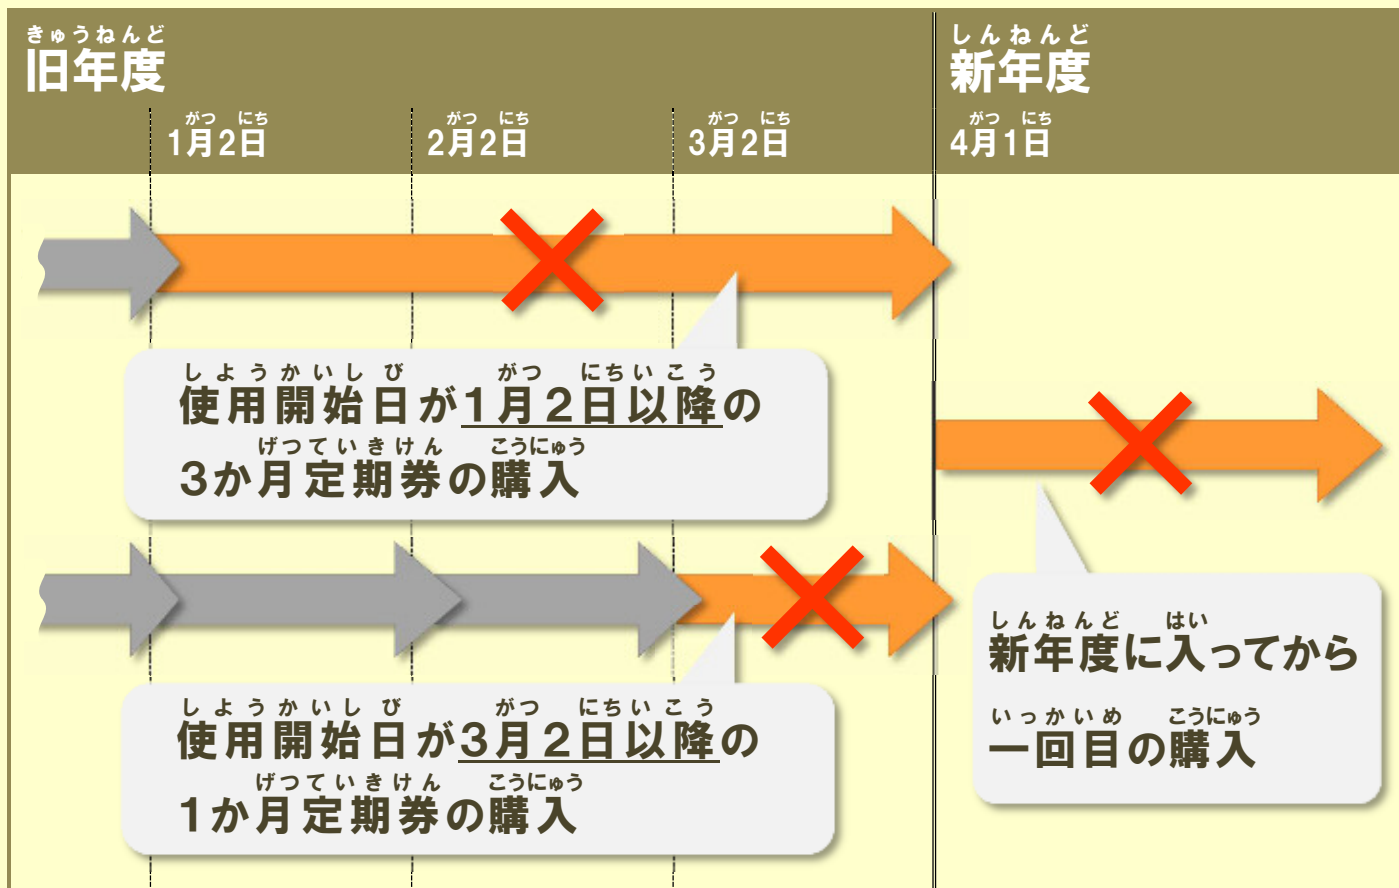 きゅうねんど
旧年度
しんねんど
新年度
がつ にち
1月2日
がつ にち
2月2日
がつ にち
3月2日
がつ にち
4月1日
しようかいしび がつ にちいこう
使用開始日が1月2日以降の
げつていきけん こうにゅう
3か月定期券の購入
しようかいしび がつ にちいこう
使用開始日が3月2日以降の
げつていきけん こうにゅう
1か月定期券の購入
しんねんど はい
新年度に入ってから
いっかいめ こうにゅう
一回目の購入